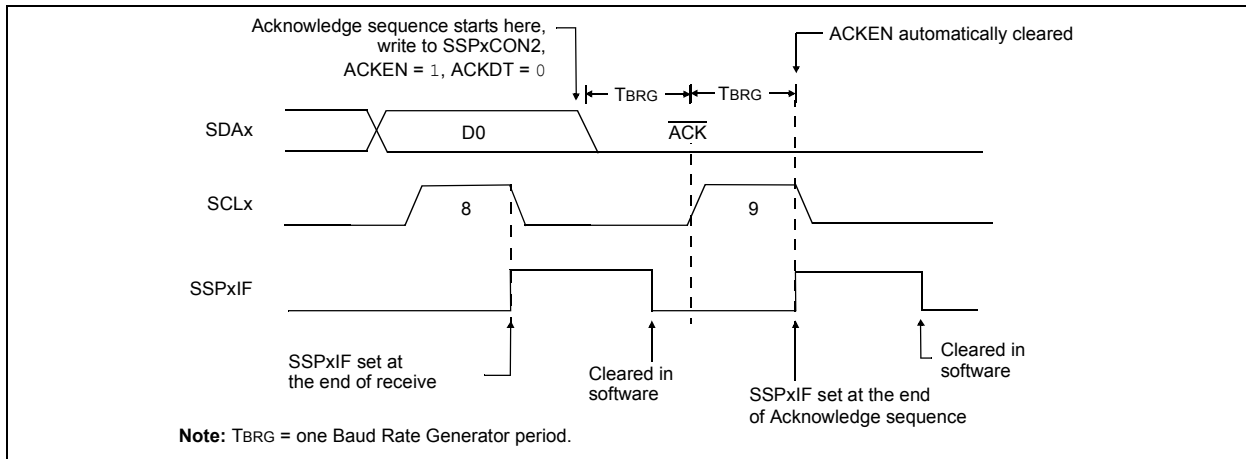 Acknowledge sequence starts here,
write to SSPxCON2,
ACKEN = 1, ACKDT = 0
ACKEN automatically cleared
TBRG
TBRG
SDAx
D0
ACK
SCLx
8
9
SSPxIF
SSPxIF set at
the end of receive
Cleared in
software
SSPxIF set at the end
of Acknowledge sequence
Cleared in
software
Note: TBRG = one Baud Rate Generator period.